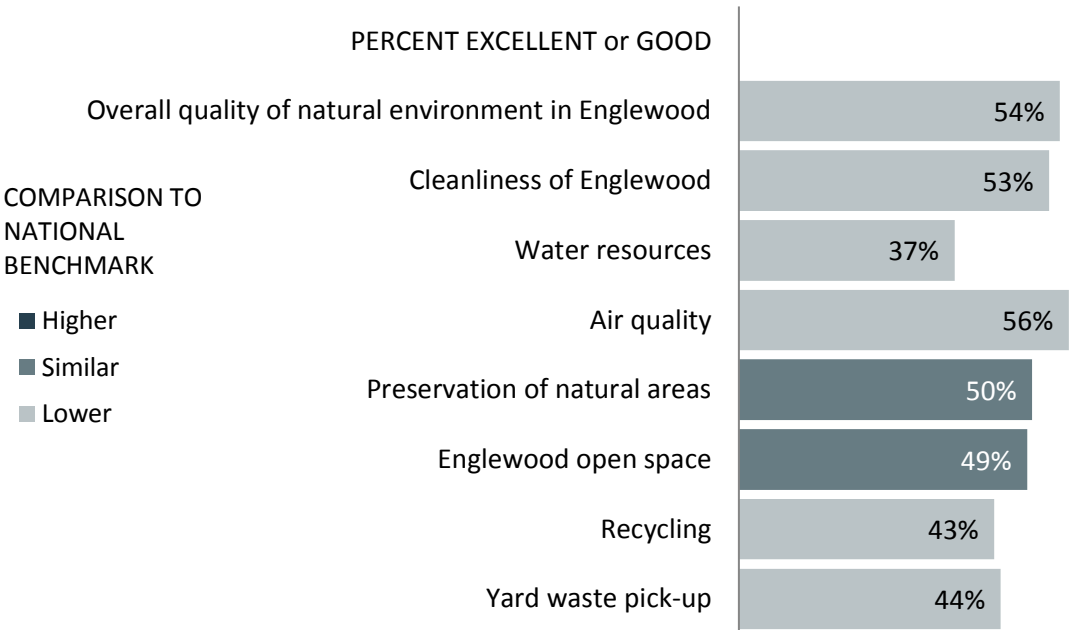 PERCENT EXCELLENT or GOOD
Overall quality of natural environment in Englewood 54%
Cleanliness of Englewood 53%
COMPARISON TO
NATIONAL
BENCHMARK
Water resources 37%
Higher
Air quality 56%
Similar
Preservation of natural areas 50%
Lower
Englewood open space 49%
Recycling 43%
Yard waste pick-up 44%